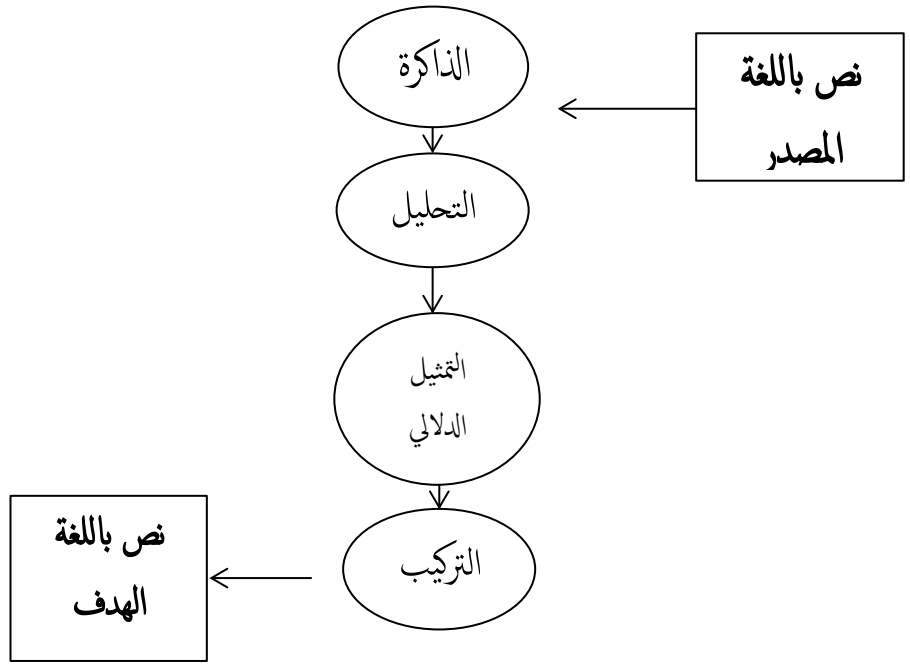 الذاكرة
نص باللغة
المصدر
التحليل
التمثيل
الدلالي
التركيب
نص باللغة
الهدف